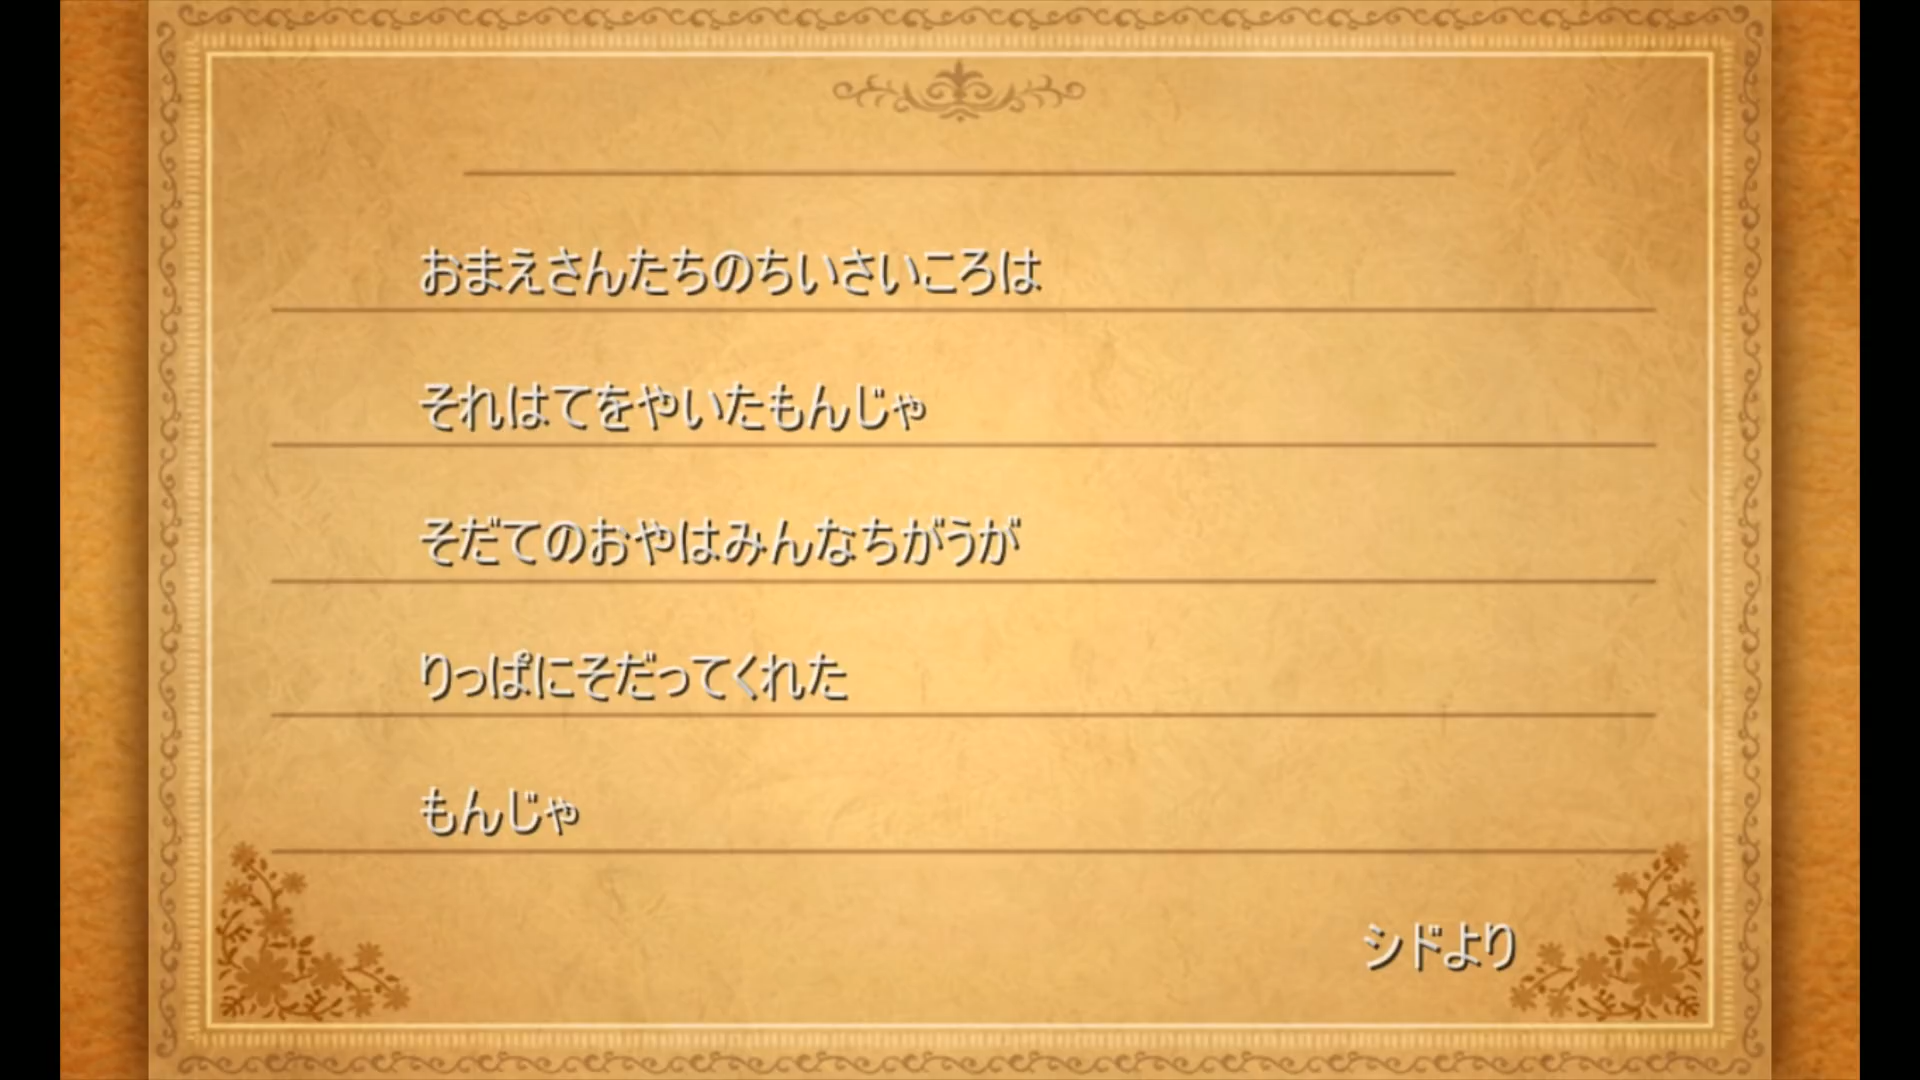 おまえさんたちのちいさいころは
それはてをやいたもんじゃ
そだてのおやはみんなちがうが
りっぱにそだってくれた
もんじゃ
シドより